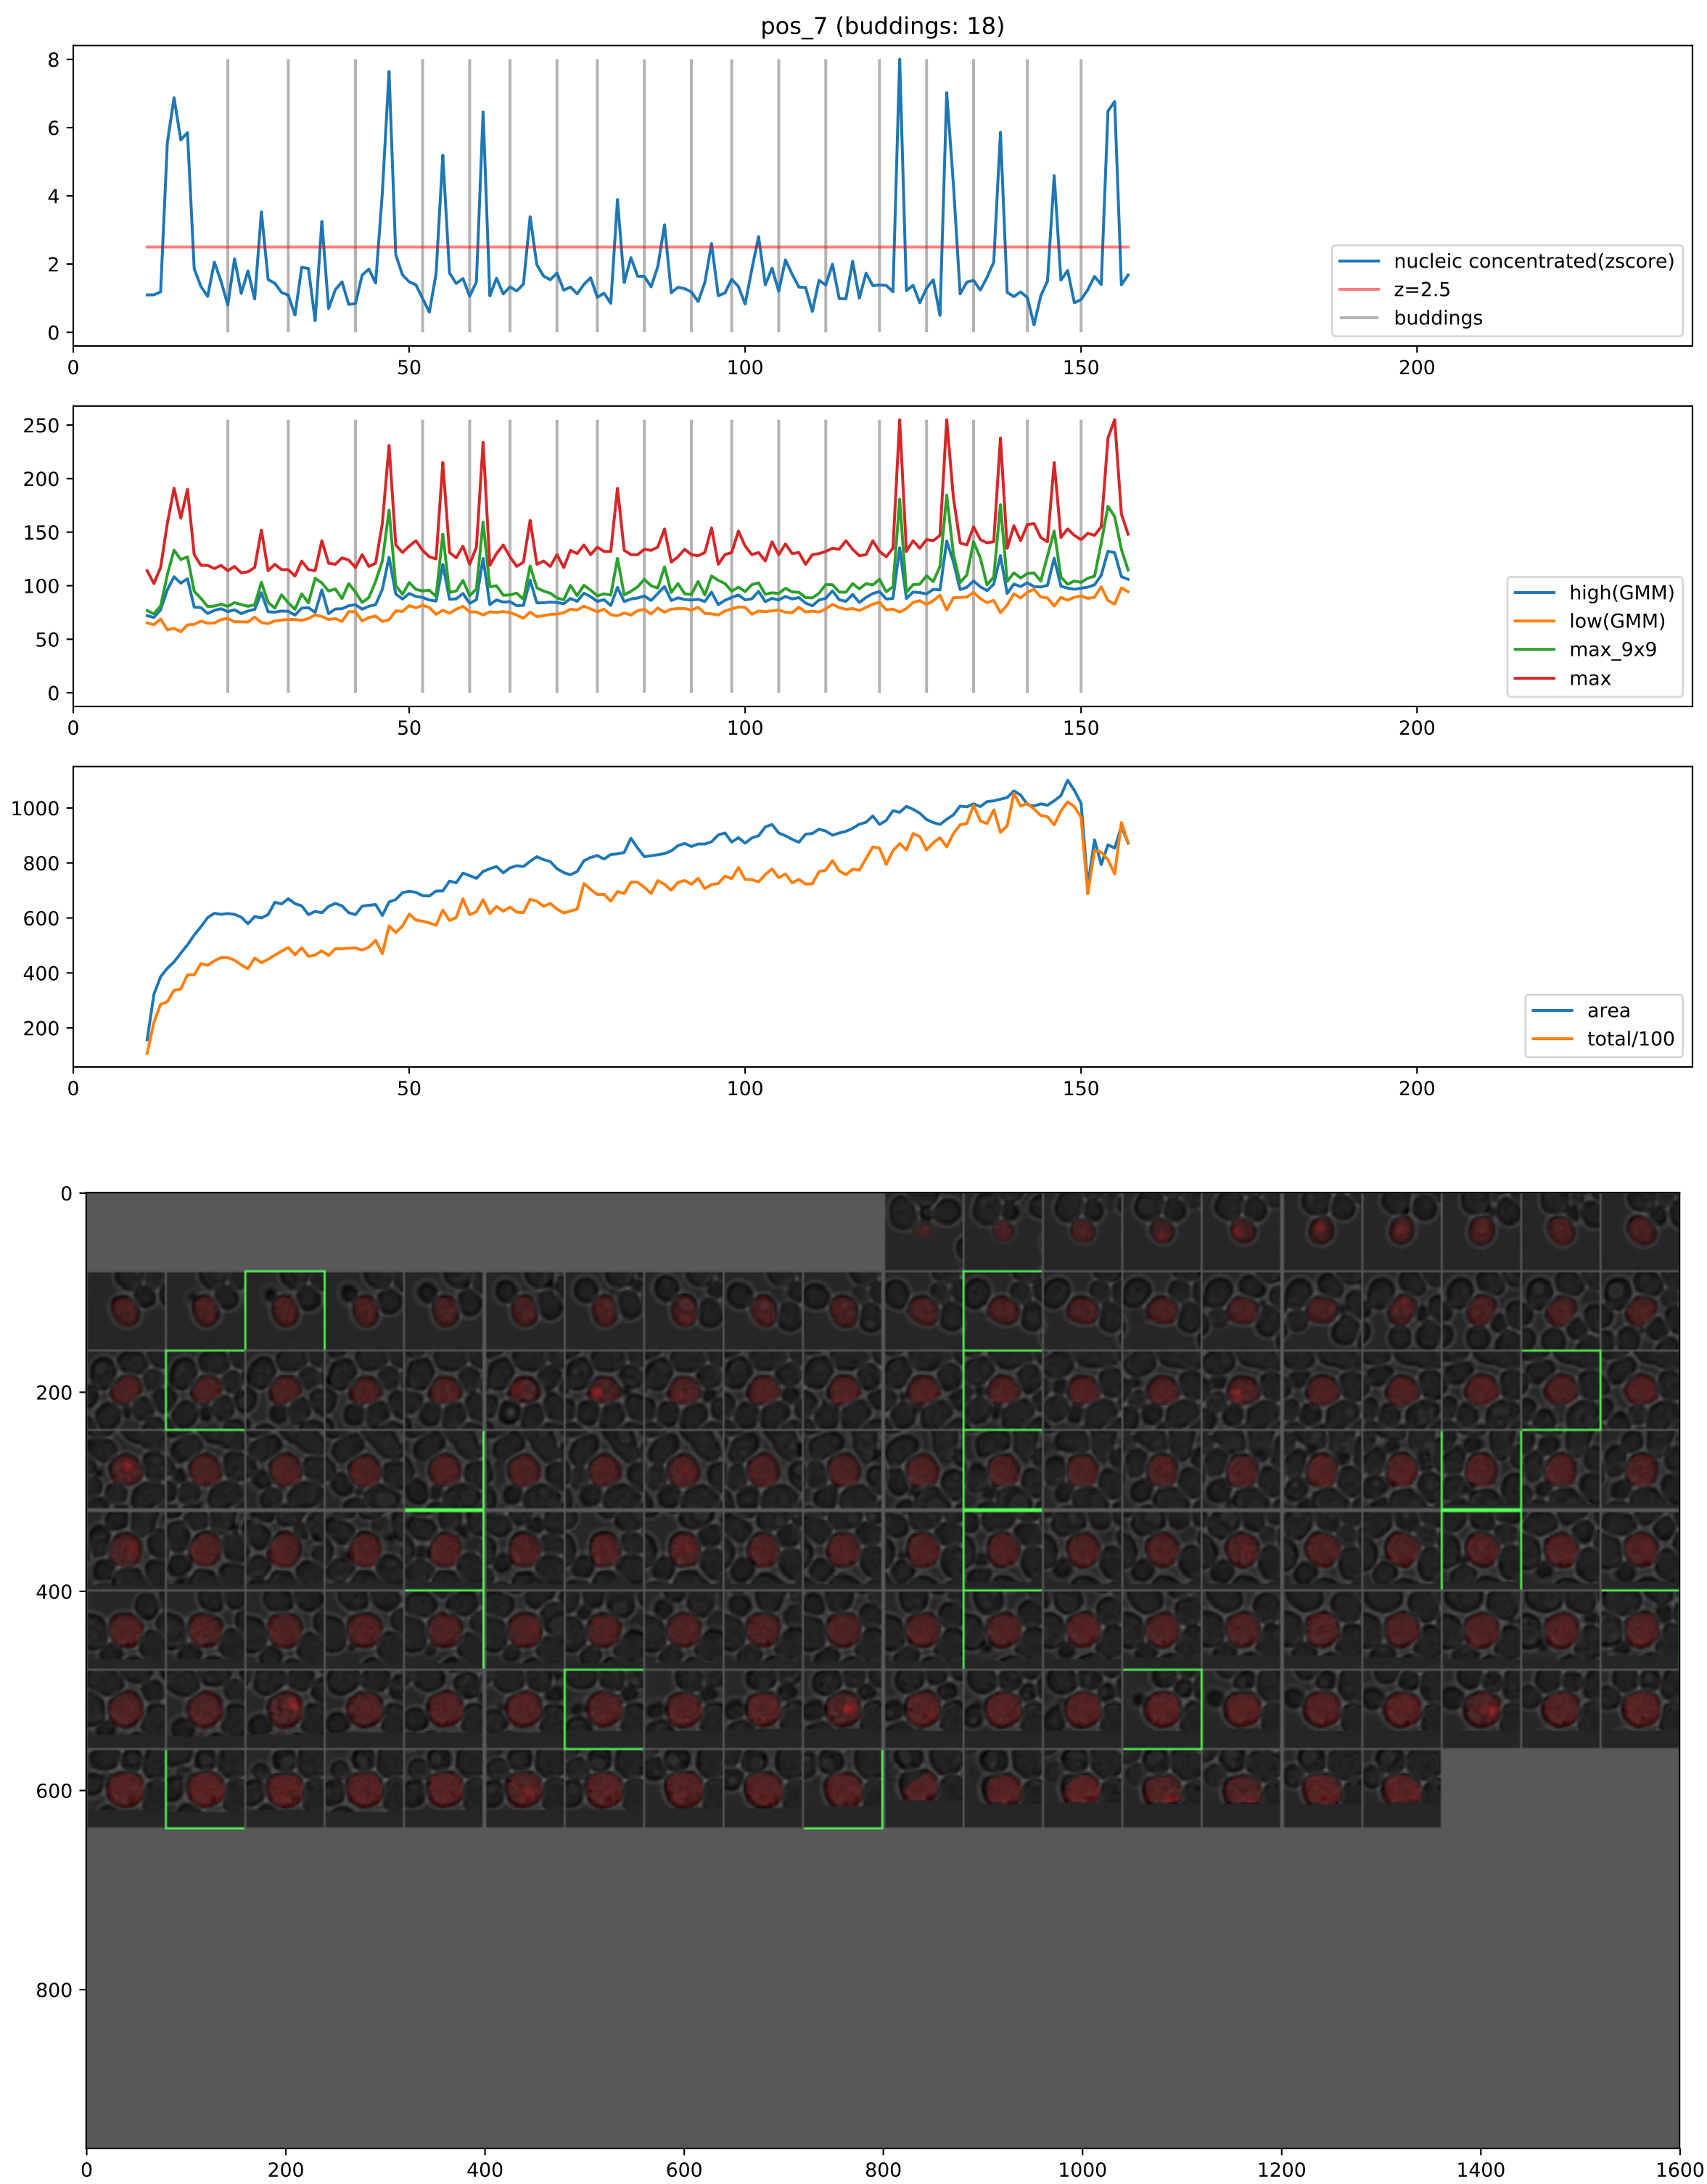 pos_7 (buddings: 18)
8
6
4
2
0
nucleic concentrated(zscore)
z=2.5
buddings
0 50 100 150 200
250
200
150
100
50
0
high(GMM)
low(GMM)
max_9x9
max
0 50 100 150 200
1000
800
600
400
200
area
total/100
0 50 100 150 200
0
200
400
600
800
0 200 400 600 800 1000 1200 1400 1600